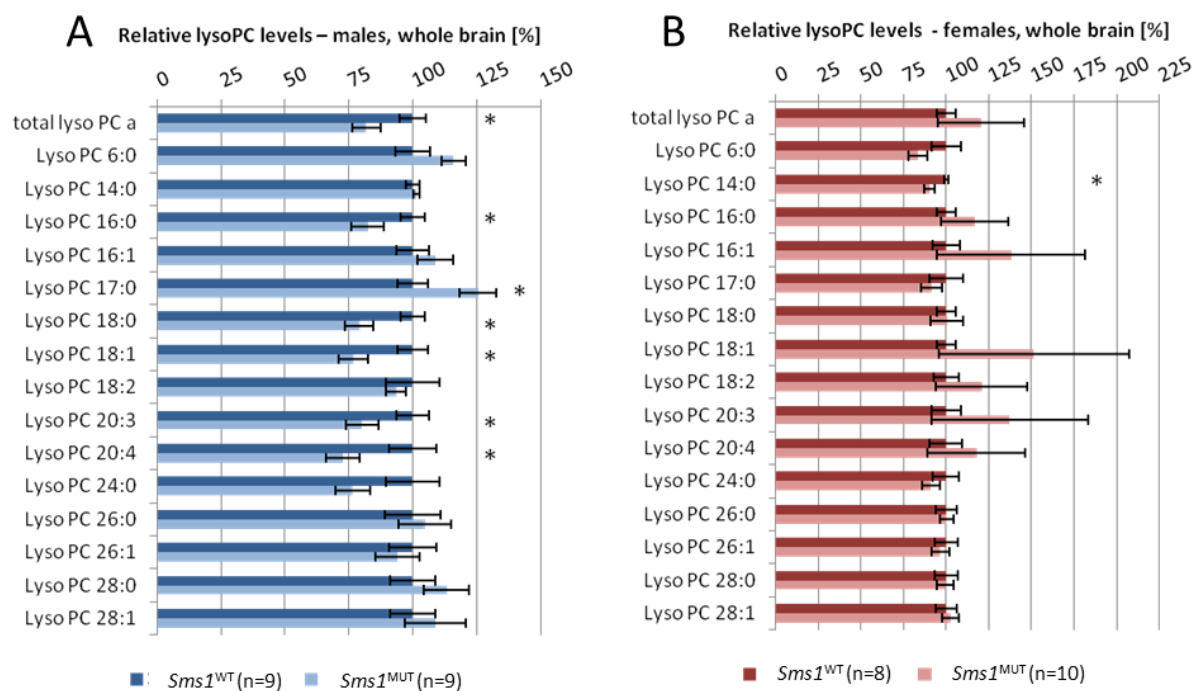 A Relative lysoPC levels – males, whole brain [%]
0 25 50 75 100 125 150
total lyso PC a *
Lyso PC 6:0
Lyso PC 14:0
Lyso PC 16:0 *
Lyso PC 16:1
Lyso PC 17:0 *
Lyso PC 18:0 *
Lyso PC 18:1 *
Lyso PC 18:2
Lyso PC 20:3 *
Lyso PC 20:4 *
Lyso PC 24:0
Lyso PC 26:0
Lyso PC 26:1
Lyso PC 28:0
Lyso PC 28:1
Sms1WT (n=9) Sms1MUT (n=9)
B Relative lysoPC levels - females, whole brain [%]
0 25 50 75 100 125 150 175 200 225
total lyso PC a
Lyso PC 6:0
Lyso PC 14:0 *
Lyso PC 16:0
Lyso PC 16:1
Lyso PC 17:0
Lyso PC 18:0
Lyso PC 18:1
Lyso PC 18:2
Lyso PC 20:3
Lyso PC 20:4
Lyso PC 24:0
Lyso PC 26:0
Lyso PC 26:1
Lyso PC 28:0
Lyso PC 28:1
Sms1WT (n=8) Sms1MUT (n=10)